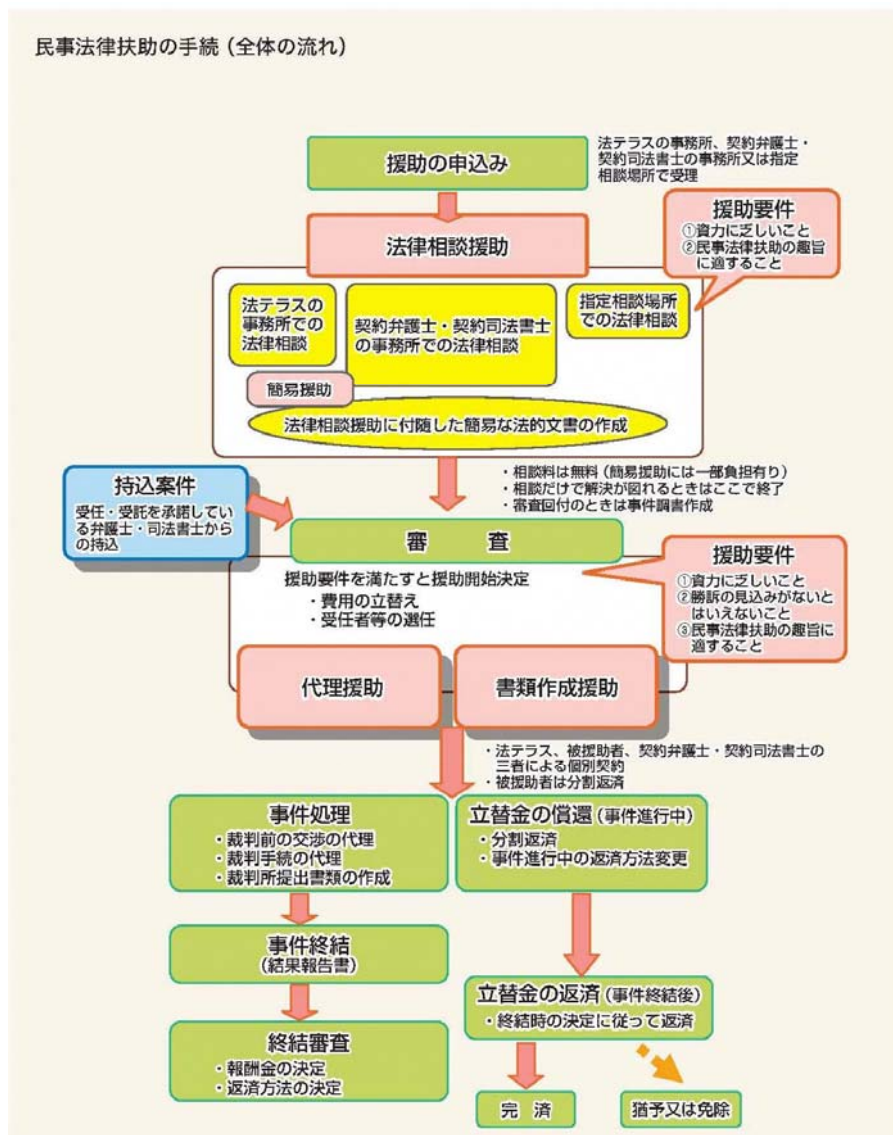 民事法律扶助の手続（全体の流れ）
援助の申込み
法テラスの事務所、契約弁護士・
契約司法書士の事務所又は指定
相談場所で受理
法律相談援助
援助要件
①資力に乏しいこと
②民事法律扶助の趣旨
に適すること
法テラスの
事務所での
法律相談
契約弁護士・契約司法書士
の事務所での法律相談
指定相談場所
での法律相談
簡易援助
法律相談援助に付随した簡易な法的文書の作成
・相談料は無料（簡易援助には一部負担有り）
・相談だけで解決が図れるときはここで終了
・審査回付のときは事件調書作成
持込案件
受任・受託を承諾してい
る弁護士・司法書士から
の持込
審　査
援助要件を満たすと援助開始決定
・費用の立替え
・受任者等の選任
援助要件
①資力に乏しいこと
②勝訴の見込みがないと
はいえないこと
③民事法律扶助の趣旨に
適すること
代理援助
書類作成援助
・法テラス、被援助者、契約弁護士・契約司法書士の
三者による個別契約
・被援助者は分割返済
事件処理
・裁判前の交渉の代理
・裁判手続の代理
・裁判所提出書類の作成
立替金の償還（事件進行中）
・分割返済
・事件進行中の返済方法変更
事件終結
（結果報告書）
立替金の返済（事件終結後）
・終結時の決定に従って返済
終結審査
・報酬金の決定
・返済方法の決定
完　済
猶予又は免除